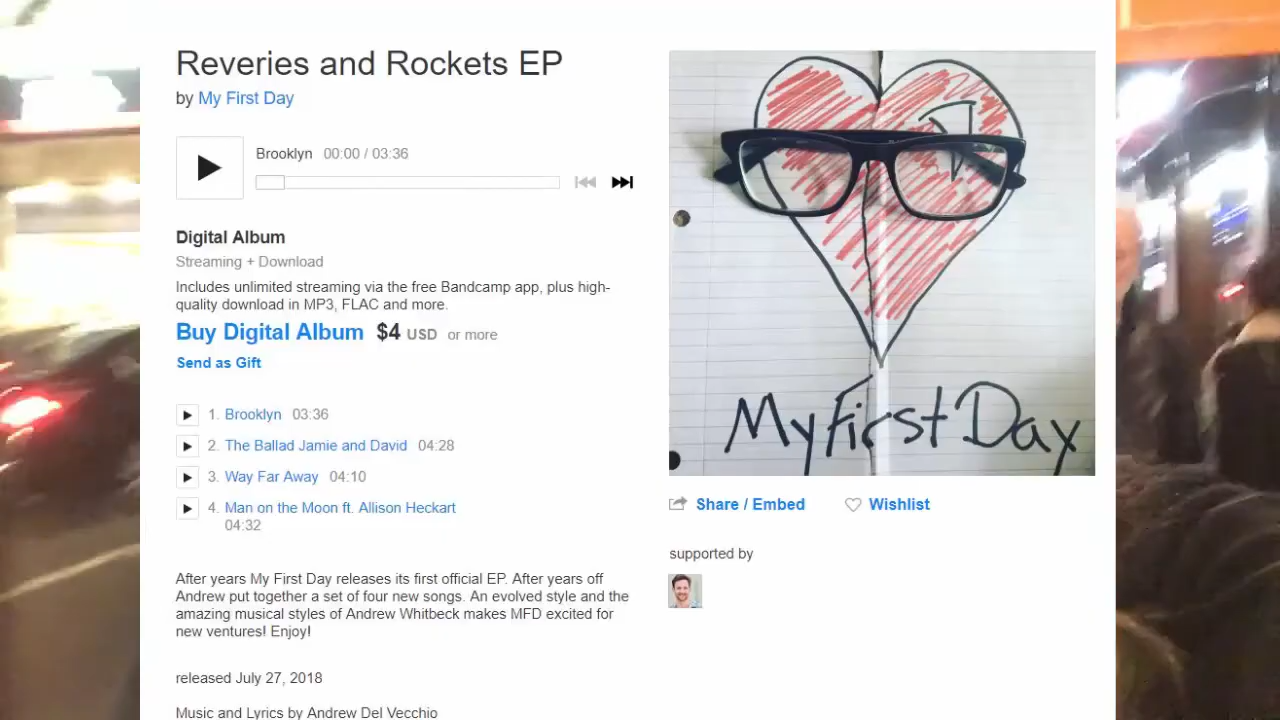 Reveries and Rockets EP
by My First Day
Brooklyn 00:00 / 03:36
Digital Album
Streaming + Download
Includes unlimited streaming via the free Bandcamp app, plus high-
quality download in MP3, FLAC and more.
Buy Digital Album $4 USD or more
Send as Gift
1. Brooklyn 03:36
2. The Ballad Jamie and David 04:28
3. Way Far Away 04:10
4. Man on the Moon ft. Allison Heckart
04:32
After years My First Day releases its first official EP. After years off
Andrew put together a set of four new songs. An evolved style and the
amazing musical styles of Andrew Whitbeck makes MFD excited for
new ventures! Enjoy!
released July 27, 2018
Music and Lyrics by Andrew Del Vecchio
My First Day
Share / Embed Wishlist
supported by